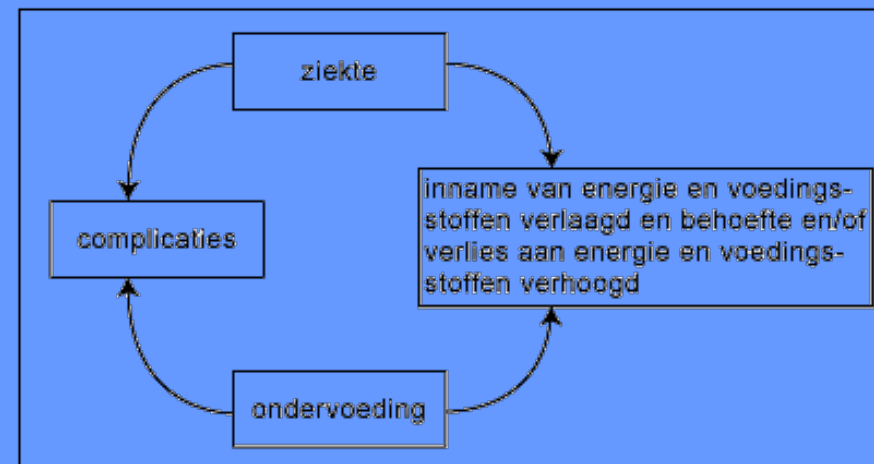 ziekte
complicaties
inname van energie en voedings-
stoffen verlaagd en behoefte en/of
verlies aan energie en voedings-
stoffen verhoogd
ondervoeding